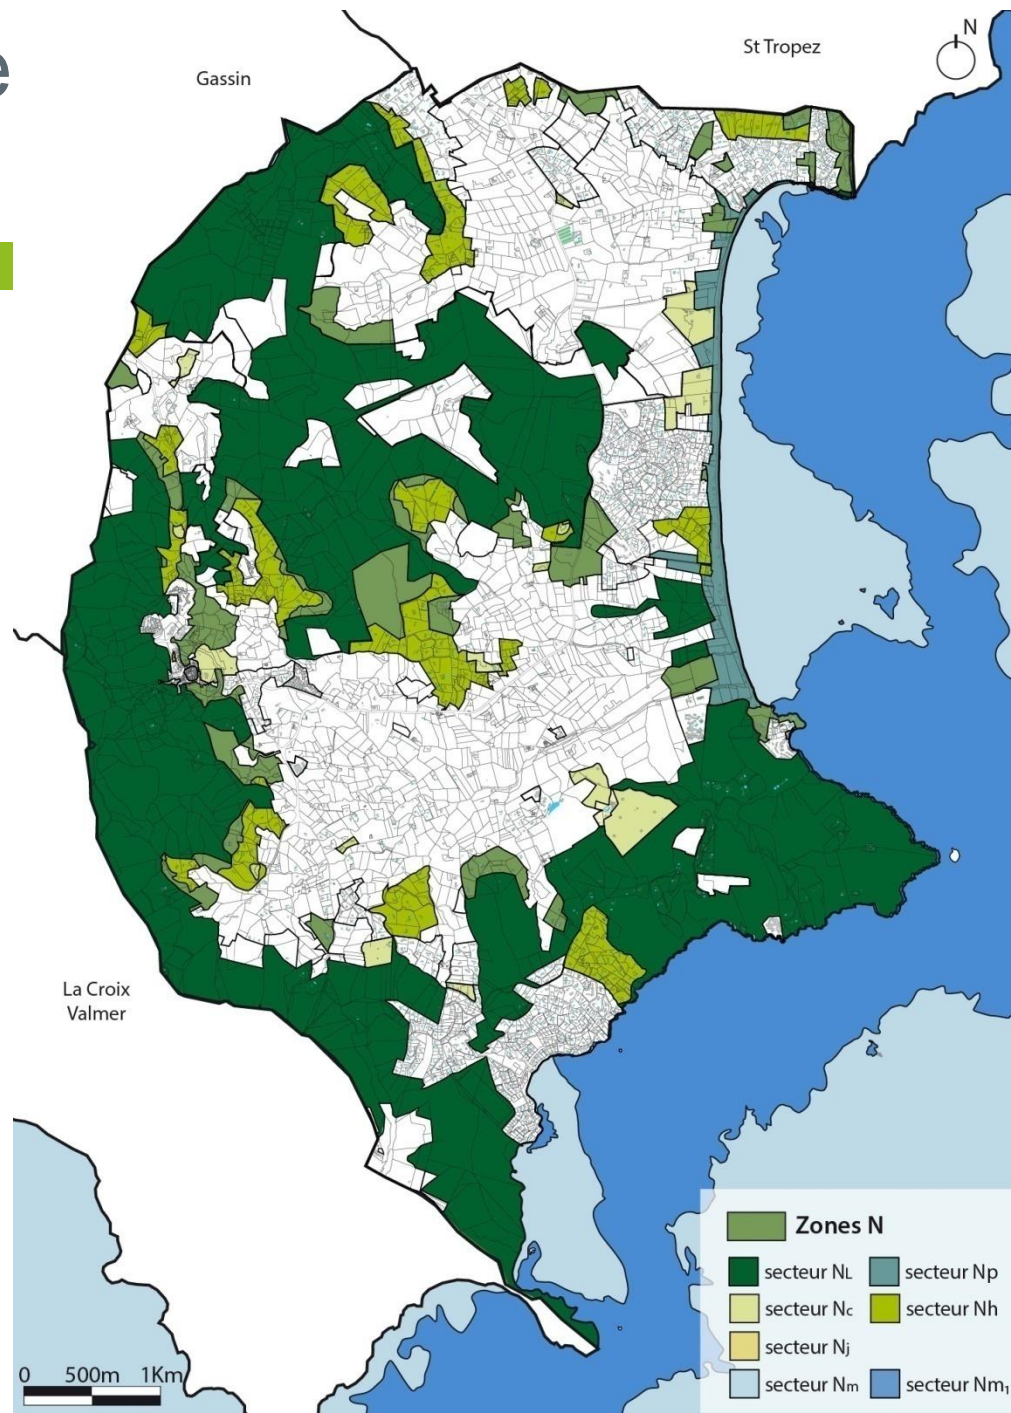 e
N
St Tropez
Gassin
La Croix
Valmer
Zones N
secteur NL
secteur Np
secteur Nc
secteur Nh
secteur Nj
secteur Nm
secteur Nm1
0 500m 1Km